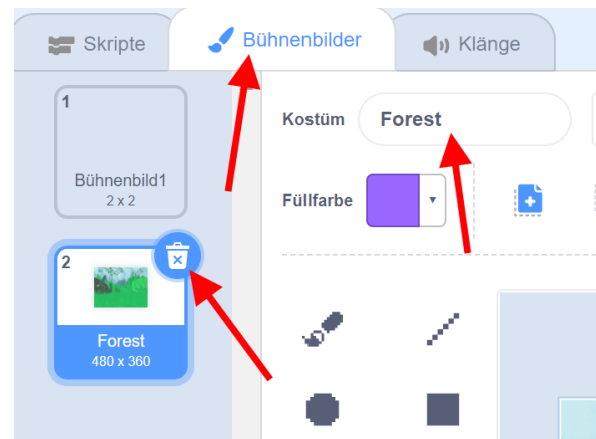 Skripte
Bühnenbilder
Klänge
1
Bühnenbild1
2 x 2
2
Forest
480 x 360
Kostüm
Forest
Füllfarbe